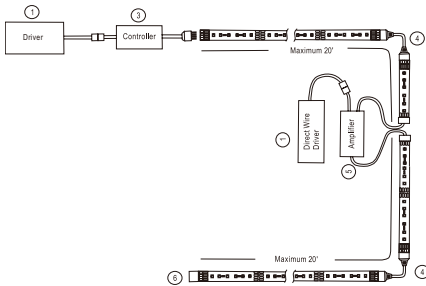 1
3
Driver
Controller
4
Maximum 20'
1
Direct Wire
Driver
Amplifier
5
Maximum 20'
6
4